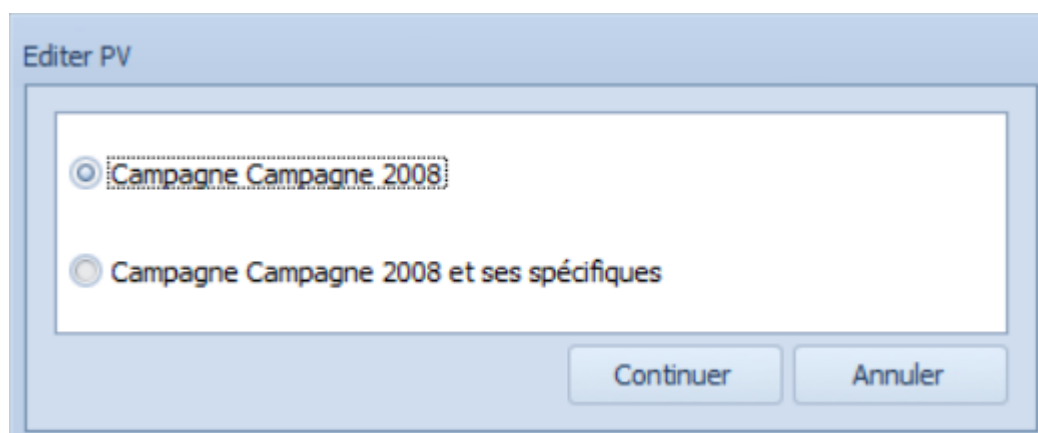 Editer PV
Campagne Campagne 2008
Campagne Campagne 2008 et ses spécifiques
Continuer Annuler